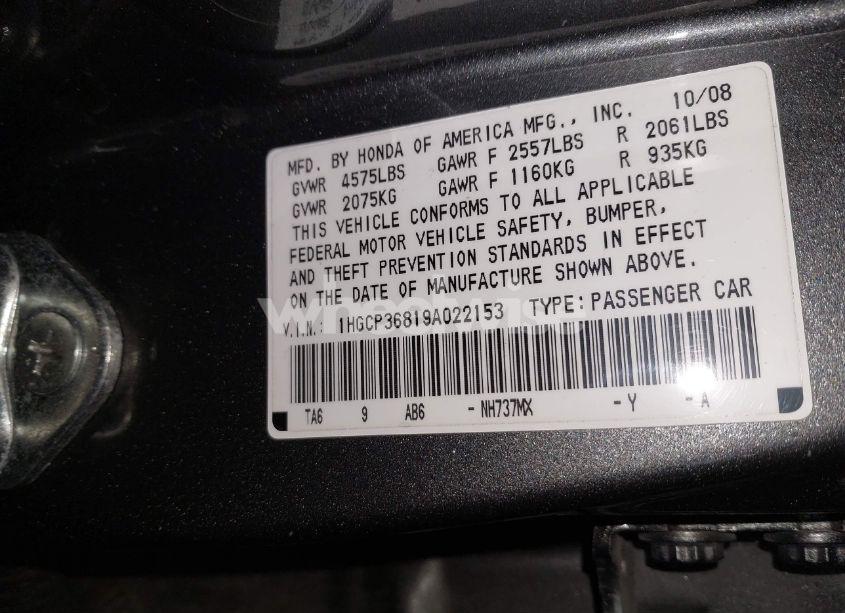 MFD. BY HONDA OF AMERICA MFG., INC. 10/08
GVWR 4575LBS GAWR F 2557LBS R 2061LBS
GVWR 2075KG GAWR F 1160KG R 935KG
THIS VEHICLE CONFORMS TO ALL APPLICABLE
FEDERAL MOTOR VEHICLE SAFETY, BUMPER,
AND THEFT PREVENTION STANDARDS IN EFFECT
ON THE DATE OF MANUFACTURE SHOWN ABOVE.
V.I.N.: 1HGCP36819A022153 TYPE: PASSENGER CAR
TA6 9 AB6 - NH737MX - Y - A